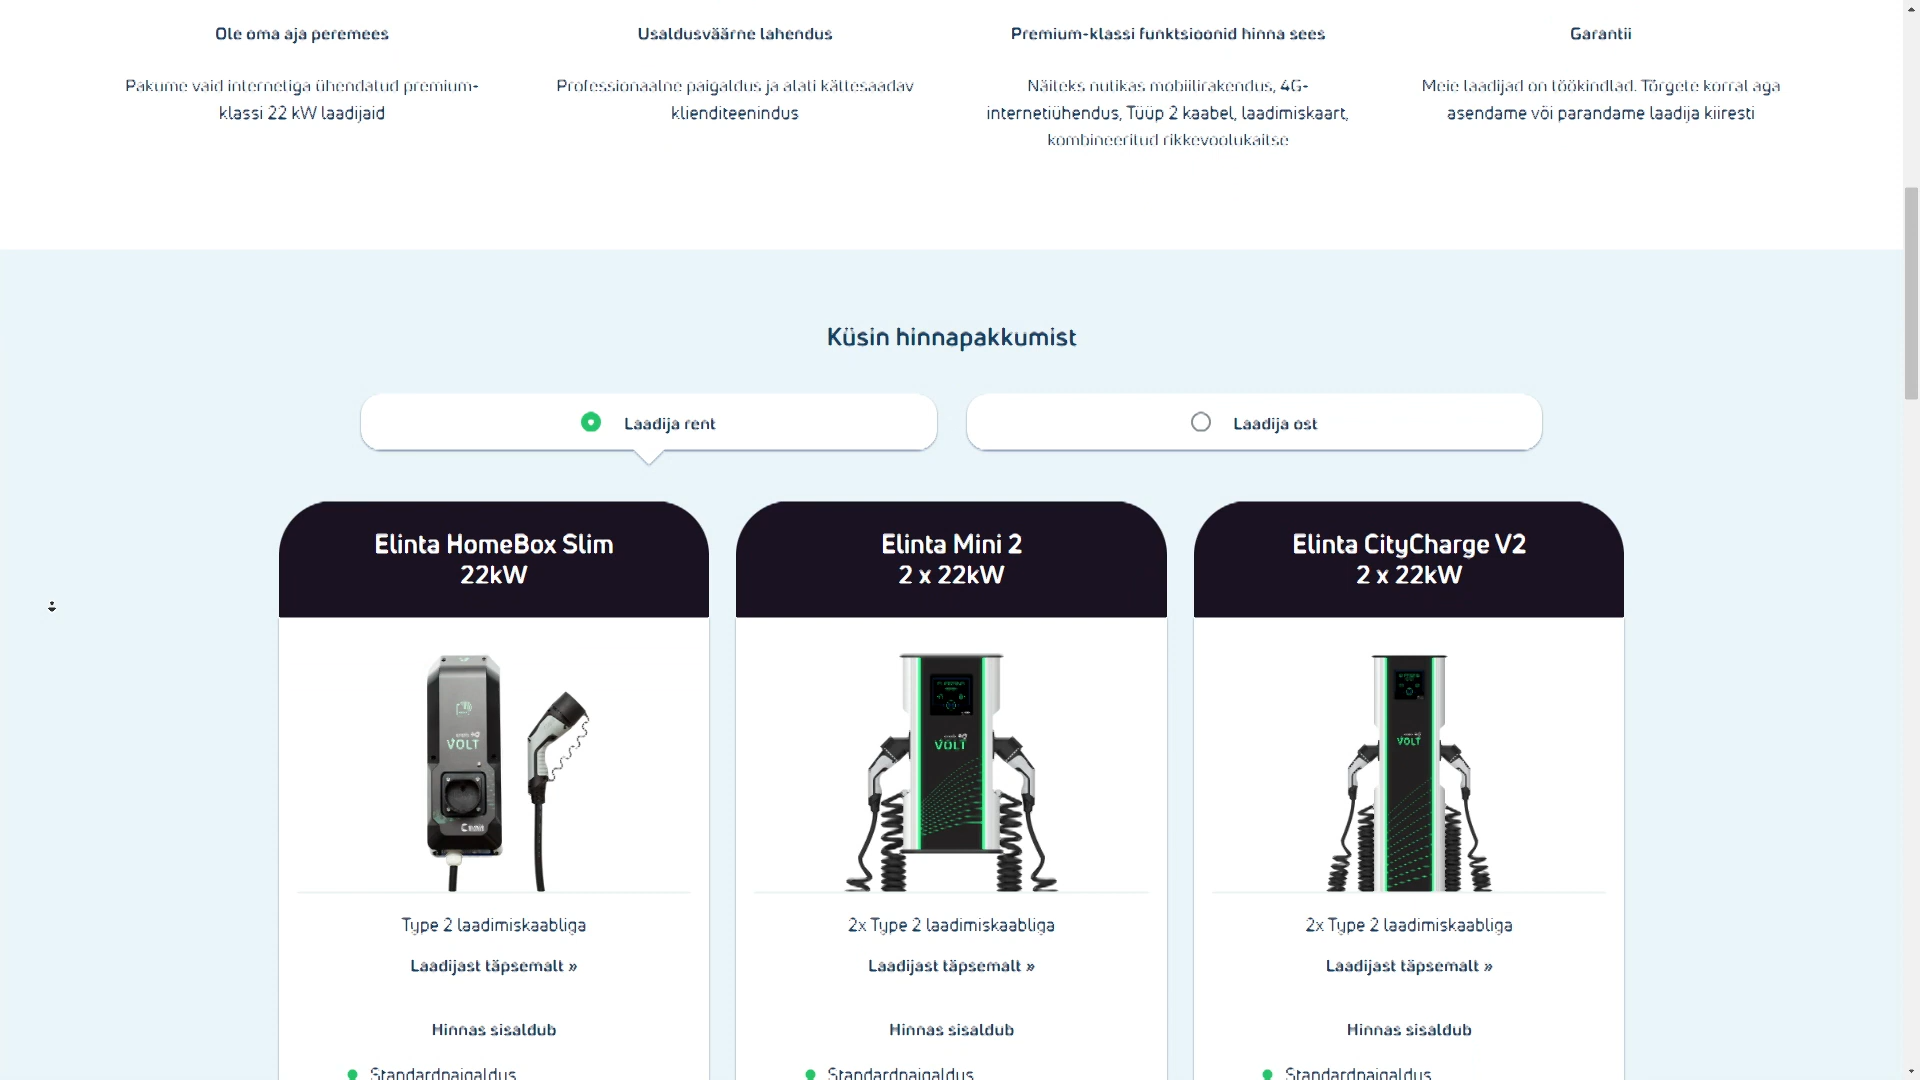 Ole oma aja peremees
Usaldusväärne lahendus
Premium-klassi funktsioonid hinna sees
Garantii
Pakume vaid internetiga ühendatud premium-
klassi 22 kW laadijaid
Professionaalne paigaldus ja alati kättesaadav
klienditeenindus
Näiteks nutikas mobiilirakendus, 4G-
internetiühendus, Tüüp 2 kaabel, laadimiskaart,
kombineeritud rikkevoolukaitse
Meie laadijad on töökindlad. Tõrgete korral aga
asendame või parandame laadija kiiresti
Küsin hinnapakkumist
Laadija rent
Laadija ost
Elinta HomeBox Slim
22kW
Elinta Mini 2
2 x 22kW
Elinta CityCharge V2
2 x 22kW
VOLT
VOLT
VOLT
Type 2 laadimiskaabliga
2x Type 2 laadimiskaabliga
2x Type 2 laadimiskaabliga
Laadijast täpsemalt »
Laadijast täpsemalt »
Laadijast täpsemalt »
Hinnas sisaldub
Hinnas sisaldub
Hinnas sisaldub
Standardpaigaldus
Standardpaigaldus
Standardpaigaldus